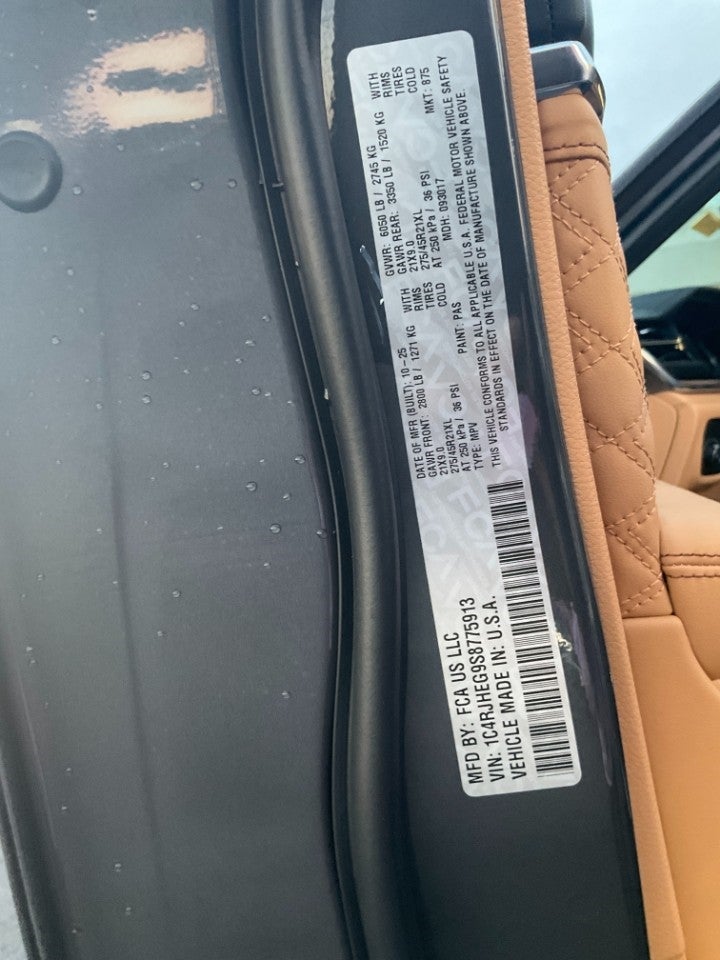 MFD BY: FCA US LLC
VIN: 1C4RJHEG9S8775913
VEHICLE MADE IN: U.S.A.
DATE OF MFR (BUILT): 10-25
GAWR FRONT: 2800 LB / 1271 KG WITH
21X9.0 RIMS
275/45R21XL TIRES
AT 250 kPa / 36 PSI COLD
TYPE: MPV PAINT: PAS
GVWR: 6050 LB / 2745 KG
GAWR REAR: 3350 LB / 1520 KG WITH
21X9.0 RIMS
275/45R21XL TIRES
AT 250 kPa / 36 PSI COLD
MDH: 093017 MKT: 875
THIS VEHICLE CONFORMS TO ALL APPLICABLE U.S.A. FEDERAL MOTOR VEHICLE SAFETY
STANDARDS IN EFFECT ON THE DATE OF MANUFACTURE SHOWN ABOVE.